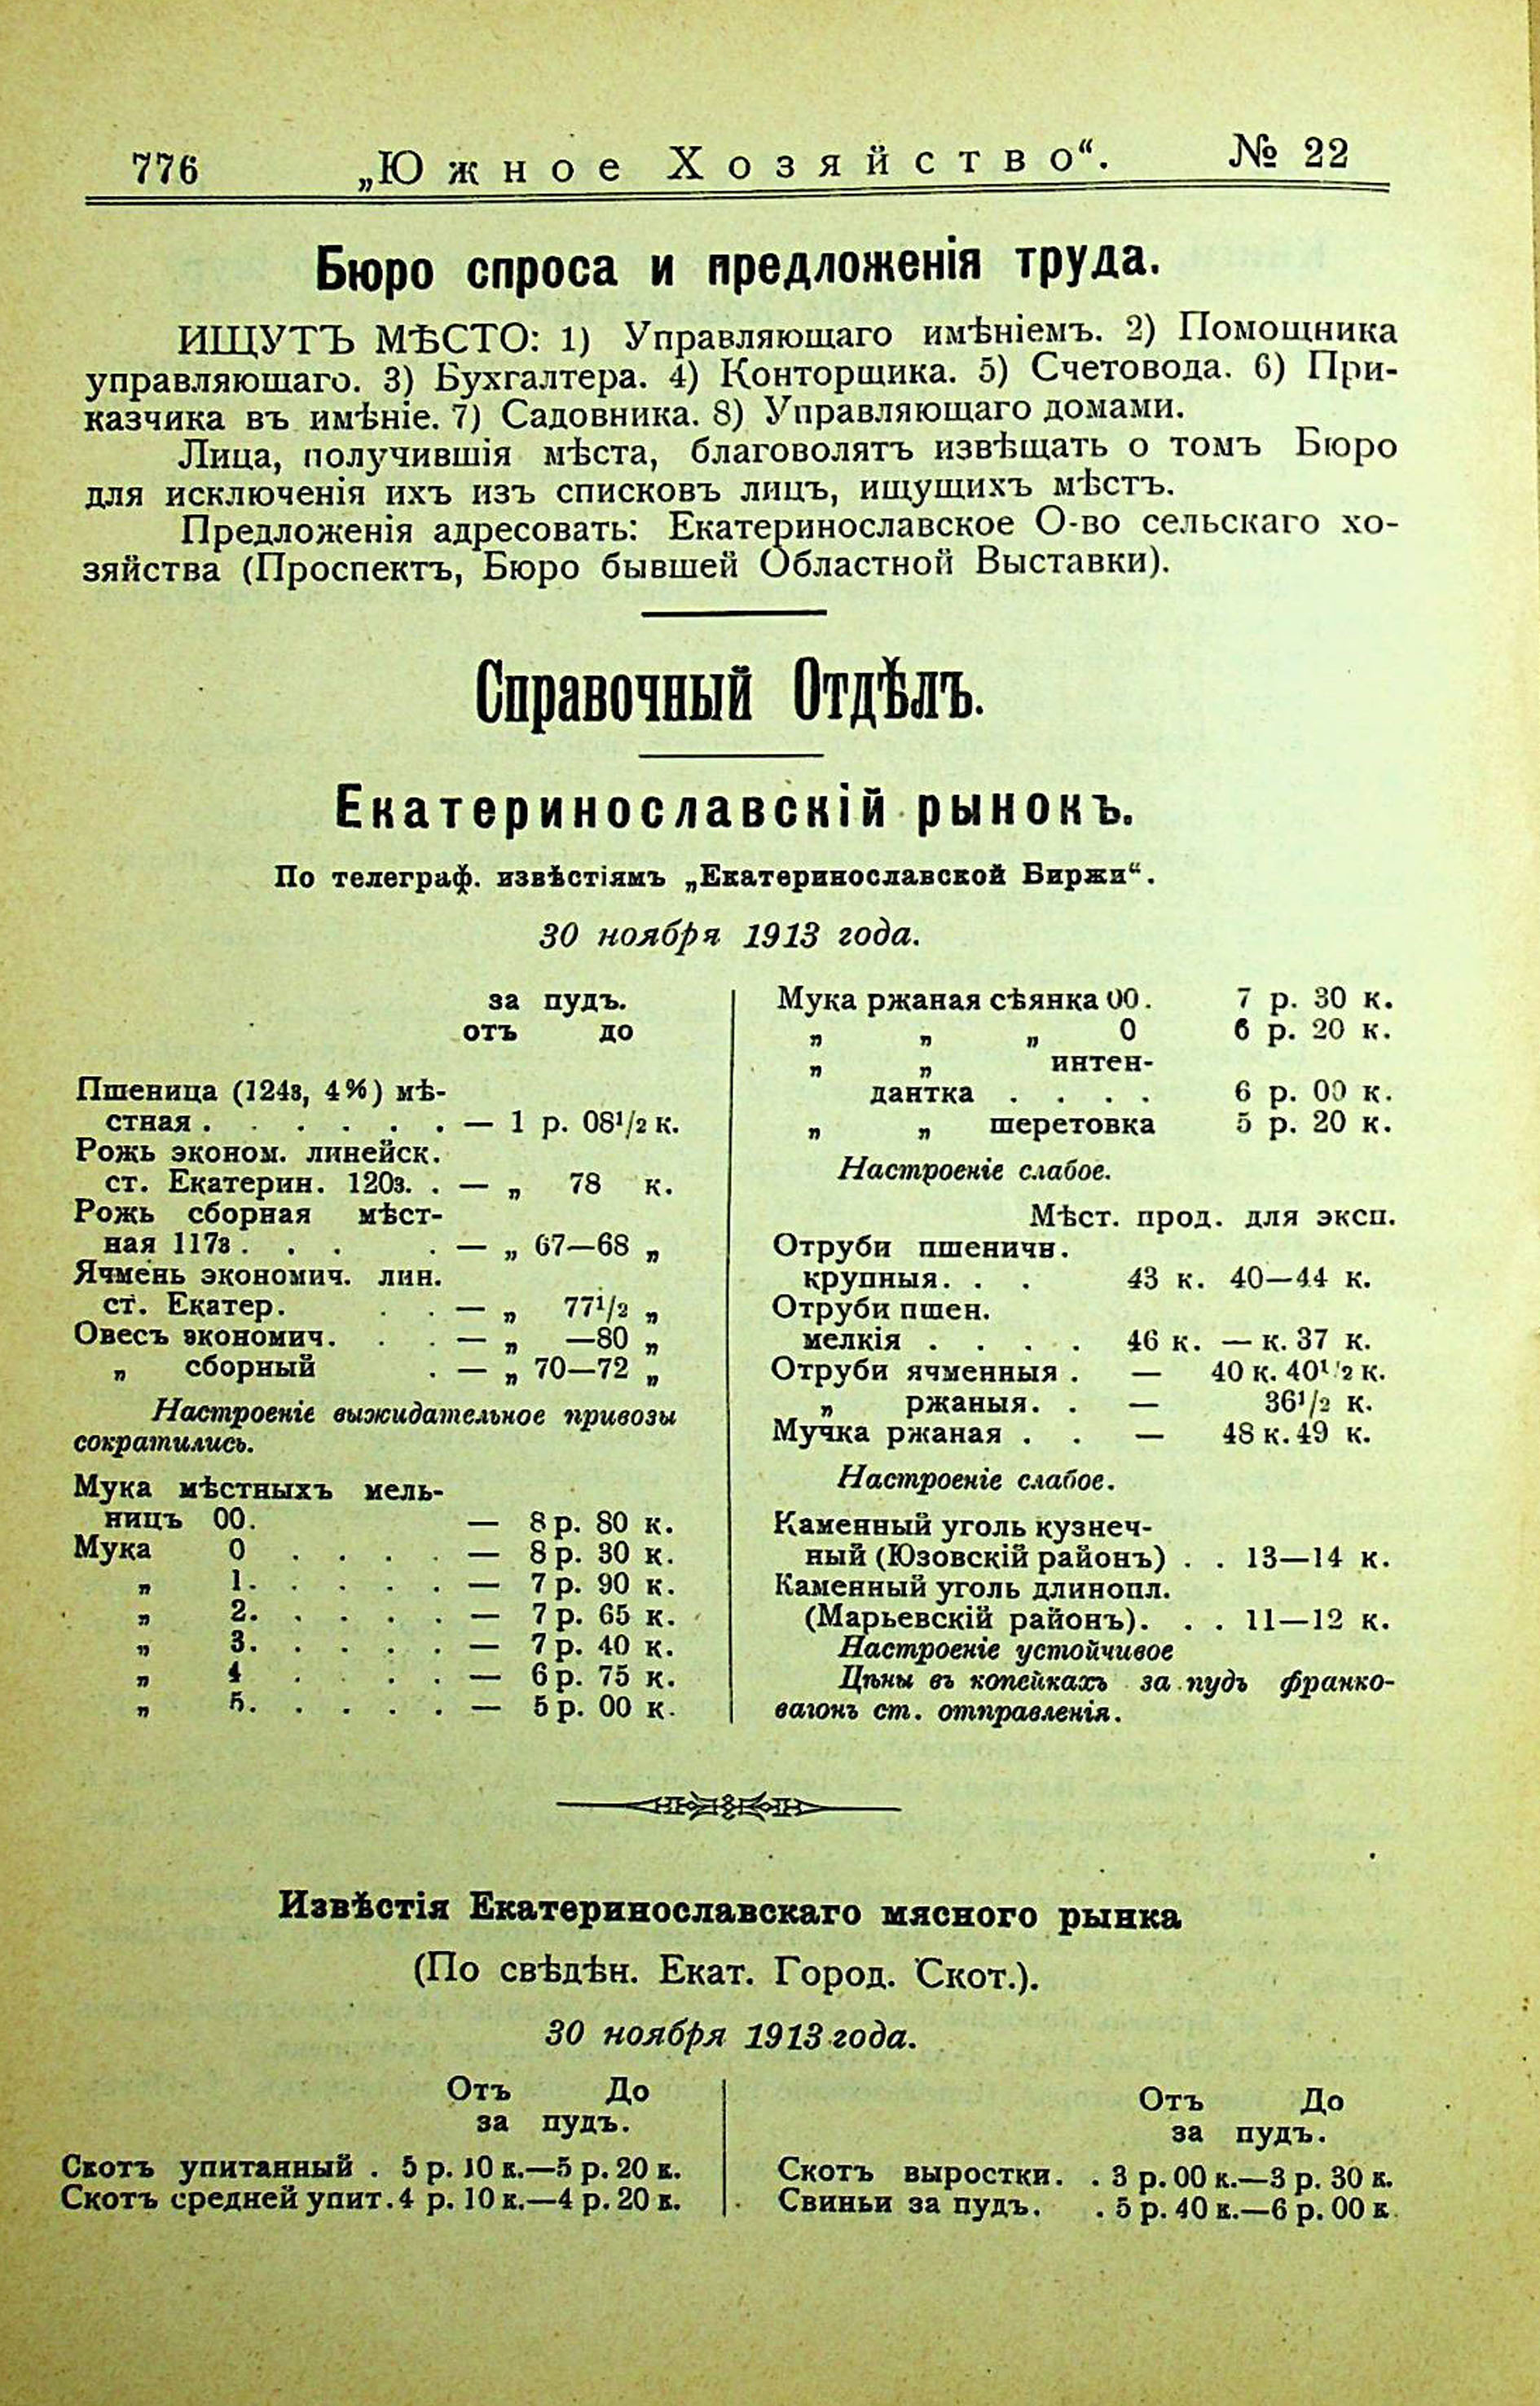 776 „Южное Хозяйство“. № 22
Бюро спроса и предложенія труда.
ИЩУТЪ МѢСТО: 1) Управляющаго имѣніемъ. 2) Помощника
управляющаго. 3) Бухгалтера. 4) Конторщика. 5) Счетовода. 6) При-
казчика въ имѣніе. 7) Садовника. 8) Управляющаго домами.
Лица, получившія мѣста, благоволятъ извѣщать о томъ Бюро
для исключенія ихъ изъ списковъ лицъ, ищущихъ мѣстъ.
Предложенія адресовать: Екатеринославское О-во сельскаго хо-
зяйства (Проспектъ, Бюро бывшей Областной Выставки).
Справочный Отдѣлъ.
Екатеринославскій рынокъ.
По телеграф. извѣстіямъ „Екатеринославской Биржи“.
30 ноября 1913 года.
за пудъ.
отъ до
Пшеница (124з, 4%) мѣ-
стная . . . . . . — 1 р. 08½ к.
Рожь эконом. линейск.
ст. Екатерин. 120з. . — „ 78 к.
Рожь сборная мѣст-
ная 117з . . . . — „ 67—68 „
Ячмень экономич. лин.
ст. Екатер. . . — „ 77½ „
Овесъ экономич. . . — „ —80 „
„ сборный . — „ 70—72 „
Настроеніе выжидательное привозы
сократились.
Мука мѣстныхъ мель-
ницъ 00. — 8 р. 80 к.
Мука 0 . . . . — 8 р. 30 к.
„ 1. . . . . — 7 р. 90 к.
„ 2. . . . . — 7 р. 65 к.
„ 3. . . . . — 7 р. 40 к.
„ 4 . . . . — 6 р. 75 к.
„ 5. . . . . — 5 р. 00 к.
Мука ржаная сѣянка 00. 7 р. 30 к.
„ „ „ 0 6 р. 20 к.
„ „ интен-
дантка . . . . 6 р. 00 к.
„ „ шеретовка 5 р. 20 к.
Настроеніе слабое.
Мѣст. прод. для эксп.
Отруби пшеничн.
крупныя. . . 43 к. 40—44 к.
Отруби пшен.
мелкія . . . . 46 к. — к. 37 к.
Отруби ячменныя . — 40 к. 40½ к.
„ ржаныя. . — 36½ к.
Мучка ржаная . . — 48 к. 49 к.
Настроеніе слабое.
Каменный уголь кузнеч-
ный (Юзовскій районъ) . . 13—14 к.
Каменный уголь длинопл.
(Марьевскій районъ). . . 11—12 к.
Настроеніе устойчивое
Цѣны въ копейкахъ за пудъ франко-
вагонъ ст. отправленія.
Извѣстія Екатеринославскаго мясного рынка
(По свѣдѣн. Екат. Город. Скот.).
30 ноября 1913 года.
Отъ До
за пудъ.
Скотъ упитанный . 5 р. 10 к.—5 р. 20 к.
Скотъ средней упит. 4 р. 10 к.—4 р. 20 к.
Отъ До
за пудъ.
Скотъ выростки. . 3 р. 00 к.—3 р. 30 к.
Свиньи за пудъ. . 5 р. 40 к.—6 р. 00 к